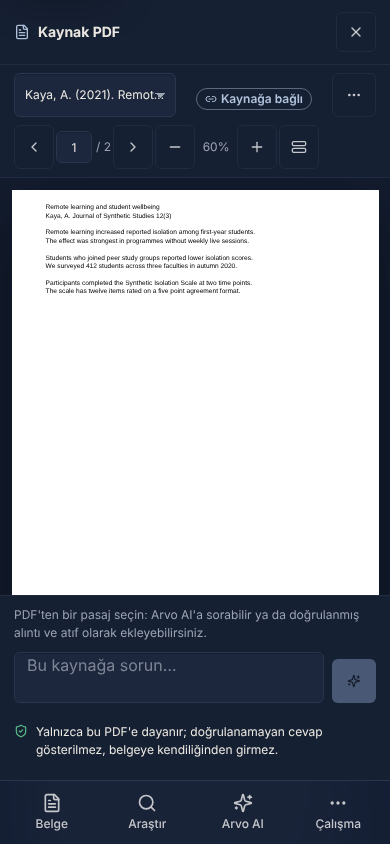 Kaynak PDF
Kaya, A. (2021). Remot...
Kaynağa bağlı
1 / 2
60%
Remote learning and student wellbeing
Kaya, A. Journal of Synthetic Studies 12(3)
Remote learning increased reported isolation among first-year students.
The effect was strongest in programmes without weekly live sessions.
Students who joined peer study groups reported lower isolation scores.
We surveyed 412 students across three faculties in autumn 2020.
Participants completed the Synthetic Isolation Scale at two time points.
The scale has twelve items rated on a five point agreement format.
PDF'ten bir pasaj seçin: Arvo AI'a sorabilir ya da doğrulanmış
alıntı ve atıf olarak ekleyebilirsiniz.
Bu kaynağa sorun...
Yalnızca bu PDF'e dayanır; doğrulanamayan cevap
gösterilmez, belgeye kendiliğinden girmez.
Belge
Araştır
Arvo AI
Çalışma